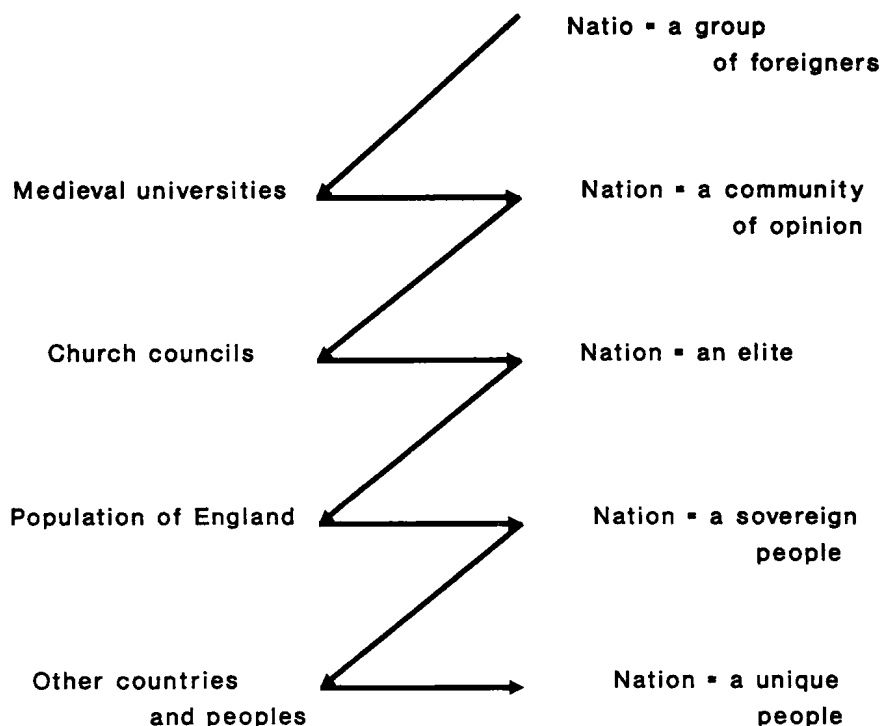 Natio = a group
of foreigners
Medieval universities
Nation = a community
of opinion
Church councils
Nation = an elite
Population of England
Nation = a sovereign
people
Other countries
and peoples
Nation = a unique
people